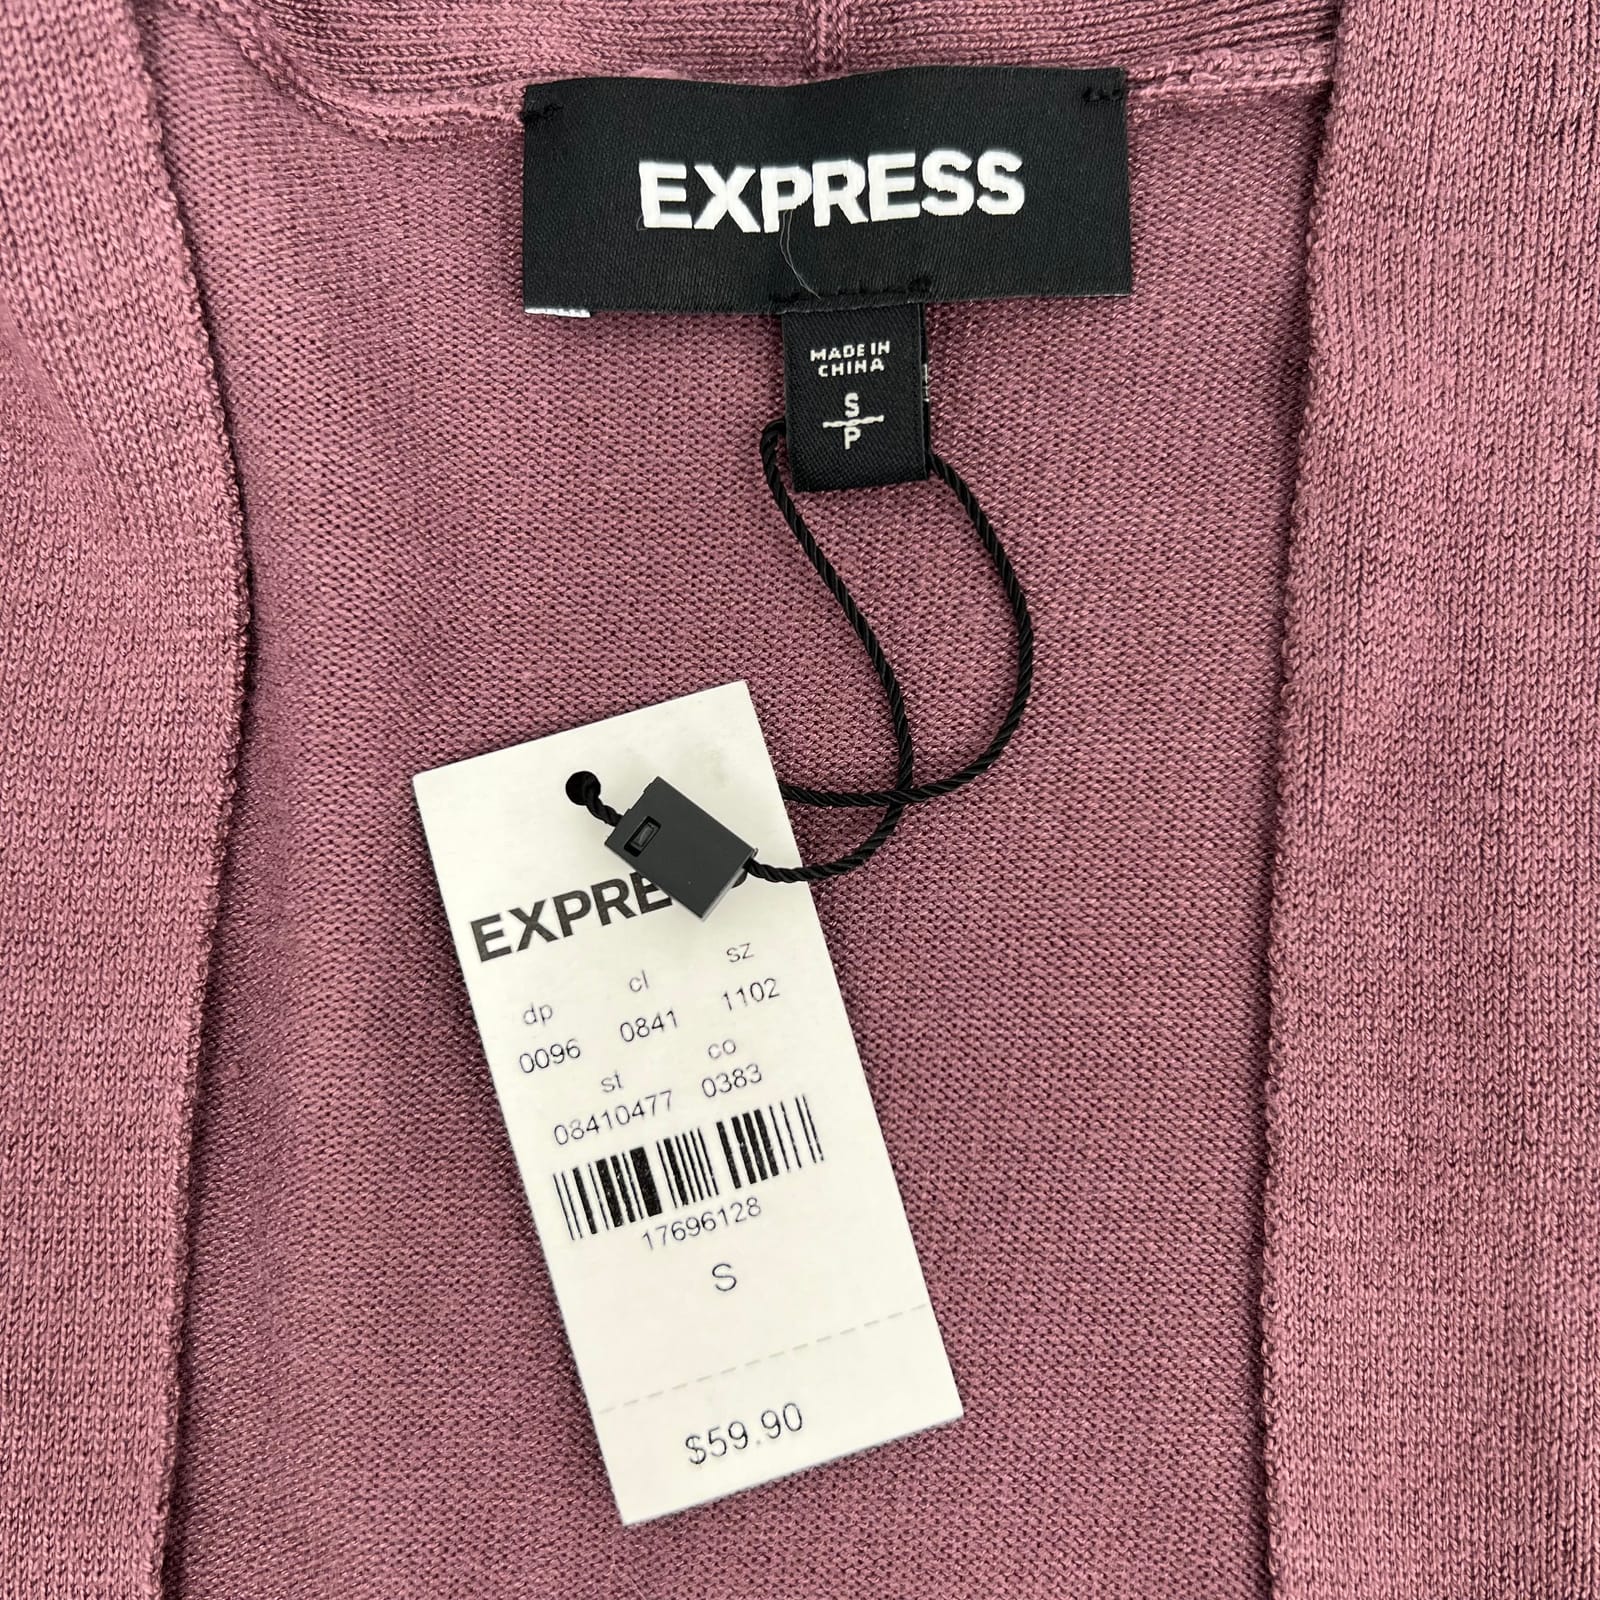 EXPRESS
MADE IN
CHINA
S
P
EXPRE
dp cl sz
0096 0841 1102
st co
08410477 0383
17696128
S
$59.90